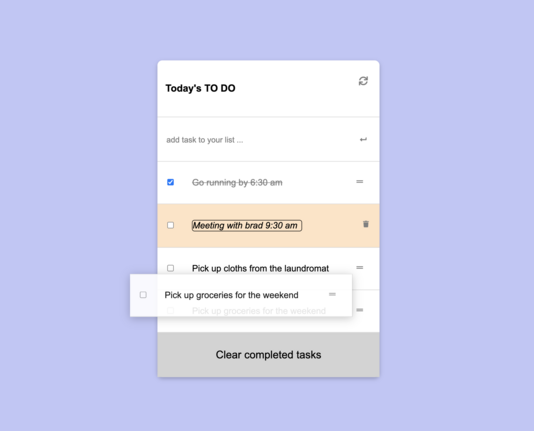 Today's TO DO
add task to your list ...
Go running by 6:30 am
Meeting with brad 9:30 am
Pick up cloths from the laundromat
Pick up groceries for the weekend
Pick up groceries for the weekend
Clear completed tasks